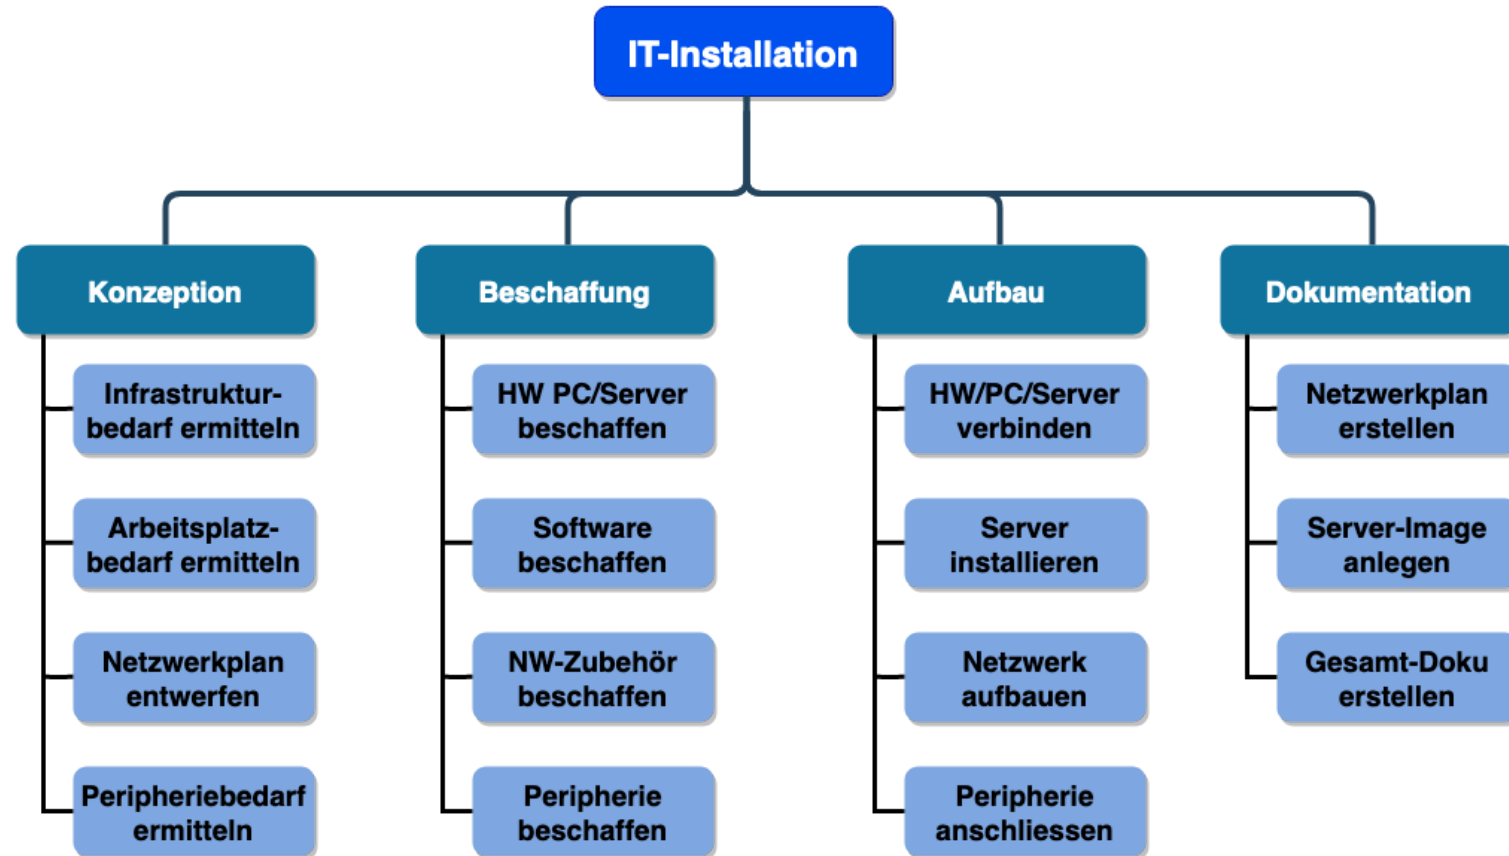 IT-Installation
Konzeption
Infrastruktur-
bedarf ermitteln
Arbeitsplatz-
bedarf ermitteln
Netzwerkplan
entwerfen
Peripheriebedarf
ermitteln
Beschaffung
HW PC/Server
beschaffen
Software
beschaffen
NW-Zubehör
beschaffen
Peripherie
beschaffen
Aufbau
HW/PC/Server
verbinden
Server
installieren
Netzwerk
aufbauen
Peripherie
anschliessen
Dokumentation
Netzwerkplan
erstellen
Server-Image
anlegen
Gesamt-Doku
erstellen